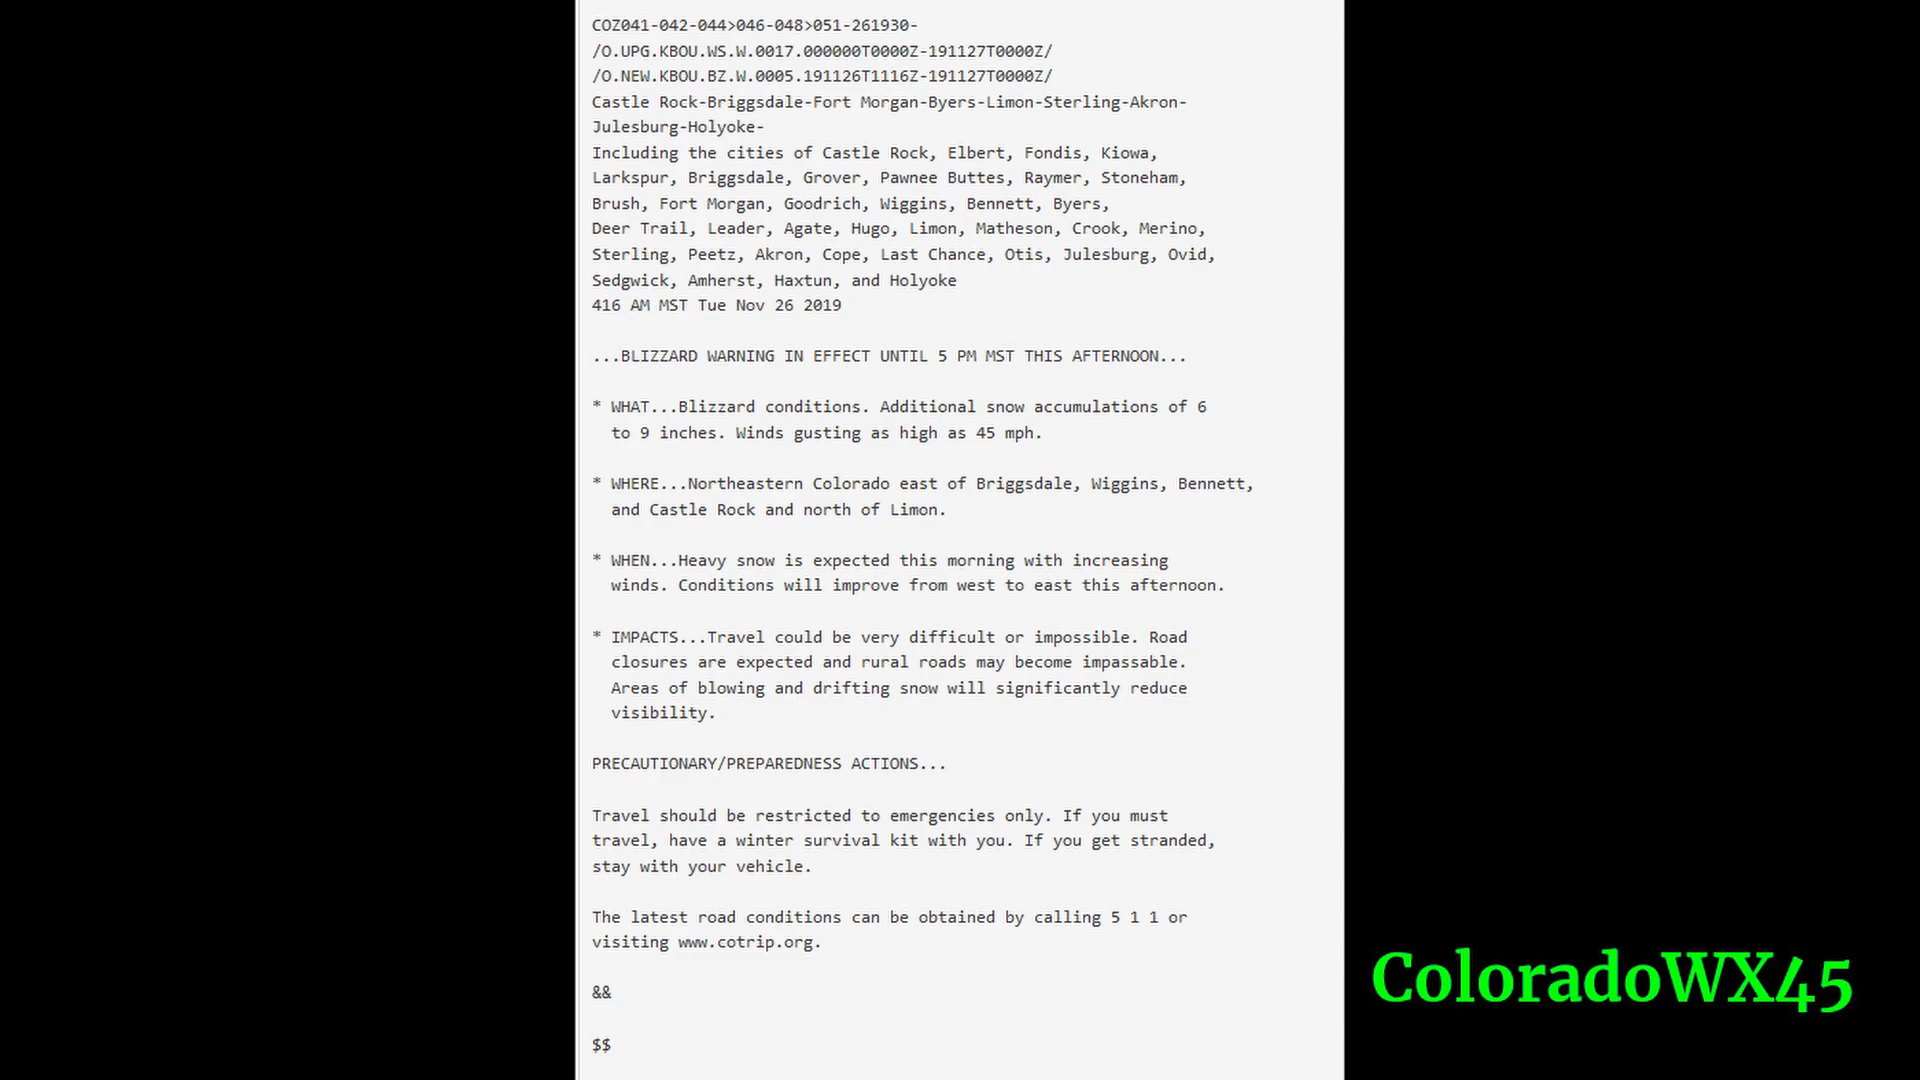 COZ041-042-044>046-048>051-261930-
/O.UPG.KBOU.WS.W.0017.000000T0000Z-191127T0000Z/
/O.NEW.KBOU.BZ.W.0005.191126T1116Z-191127T0000Z/
Castle Rock-Briggsdale-Fort Morgan-Byers-Limon-Sterling-Akron-
Julesburg-Holyoke-
Including the cities of Castle Rock, Elbert, Fondis, Kiowa,
Larkspur, Briggsdale, Grover, Pawnee Buttes, Raymer, Stoneham,
Brush, Fort Morgan, Goodrich, Wiggins, Bennett, Byers,
Deer Trail, Leader, Agate, Hugo, Limon, Matheson, Crook, Merino,
Sterling, Peetz, Akron, Cope, Last Chance, Otis, Julesburg, Ovid,
Sedgwick, Amherst, Haxtun, and Holyoke
416 AM MST Tue Nov 26 2019
...BLIZZARD WARNING IN EFFECT UNTIL 5 PM MST THIS AFTERNOON...
* WHAT...Blizzard conditions. Additional snow accumulations of 6
to 9 inches. Winds gusting as high as 45 mph.
* WHERE...Northeastern Colorado east of Briggsdale, Wiggins, Bennett,
and Castle Rock and north of Limon.
* WHEN...Heavy snow is expected this morning with increasing
winds. Conditions will improve from west to east this afternoon.
* IMPACTS...Travel could be very difficult or impossible. Road
closures are expected and rural roads may become impassable.
Areas of blowing and drifting snow will significantly reduce
visibility.
PRECAUTIONARY/PREPAREDNESS ACTIONS...
Travel should be restricted to emergencies only. If you must
travel, have a winter survival kit with you. If you get stranded,
stay with your vehicle.
The latest road conditions can be obtained by calling 5 1 1 or
visiting www.cotrip.org.
&&
$$
ColoradoWX45